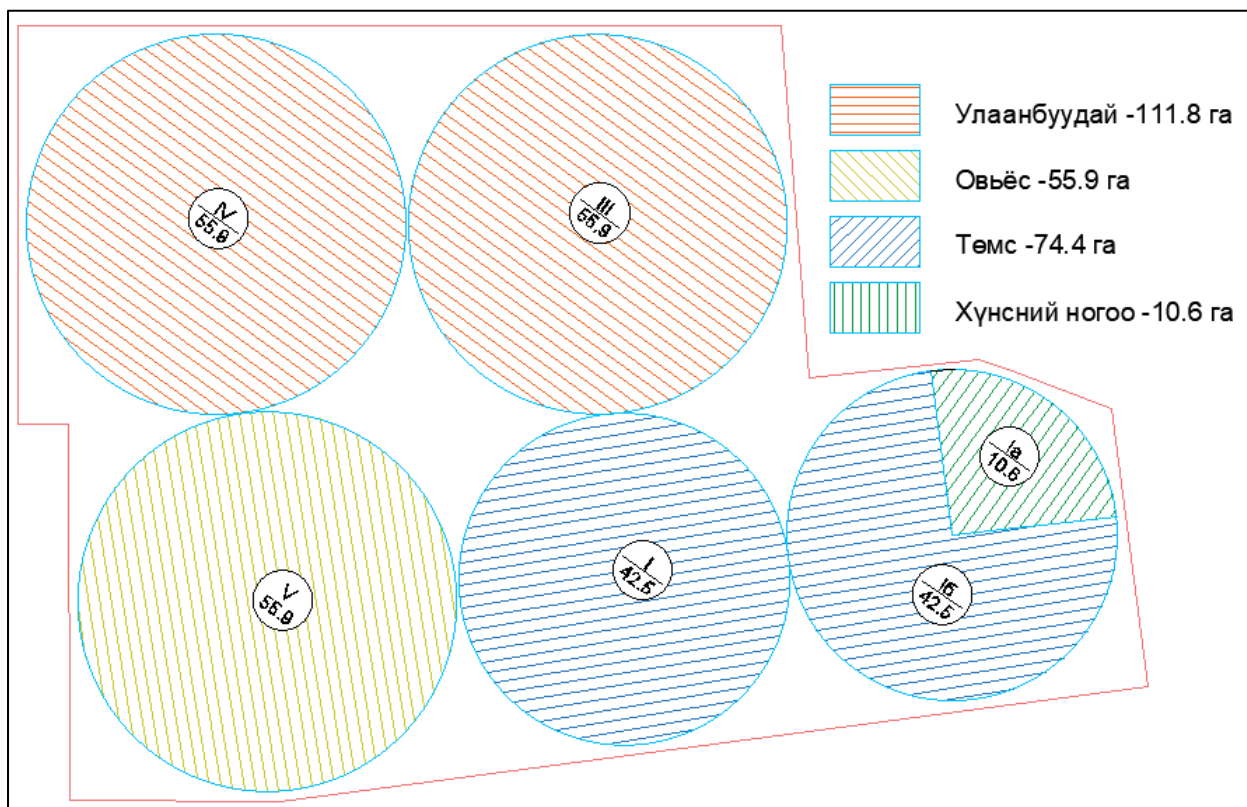 Улаанбуудай -111.8 га
Овьёс -55.9 га
Төмс -74.4 га
Хүнсний ногоо -10.6 га
IV
55.9
III
55.9
Iа
10.6
V
55.9
I
42.5
Iб
42.5